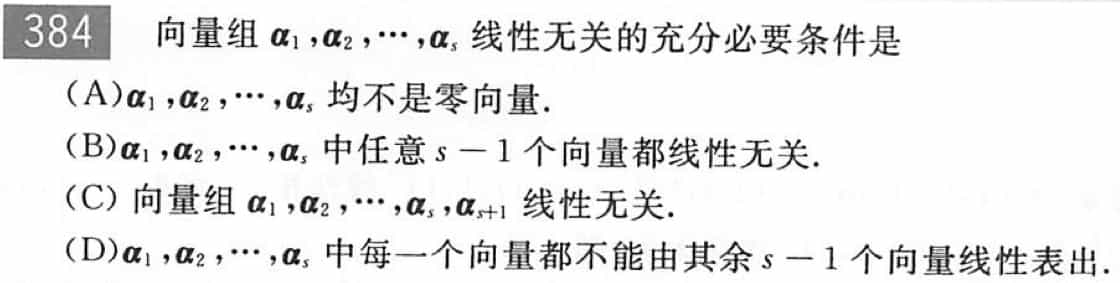 384 向量组 α₁,α₂,⋯,αₛ 线性无关的充分必要条件是
(A)α₁,α₂,⋯,αₛ 均不是零向量.
(B)α₁,α₂,⋯,αₛ 中任意 s－1 个向量都线性无关.
(C) 向量组 α₁,α₂,⋯,αₛ,αₛ₊₁ 线性无关.
(D)α₁,α₂,⋯,αₛ 中每一个向量都不能由其余 s－1 个向量线性表出.